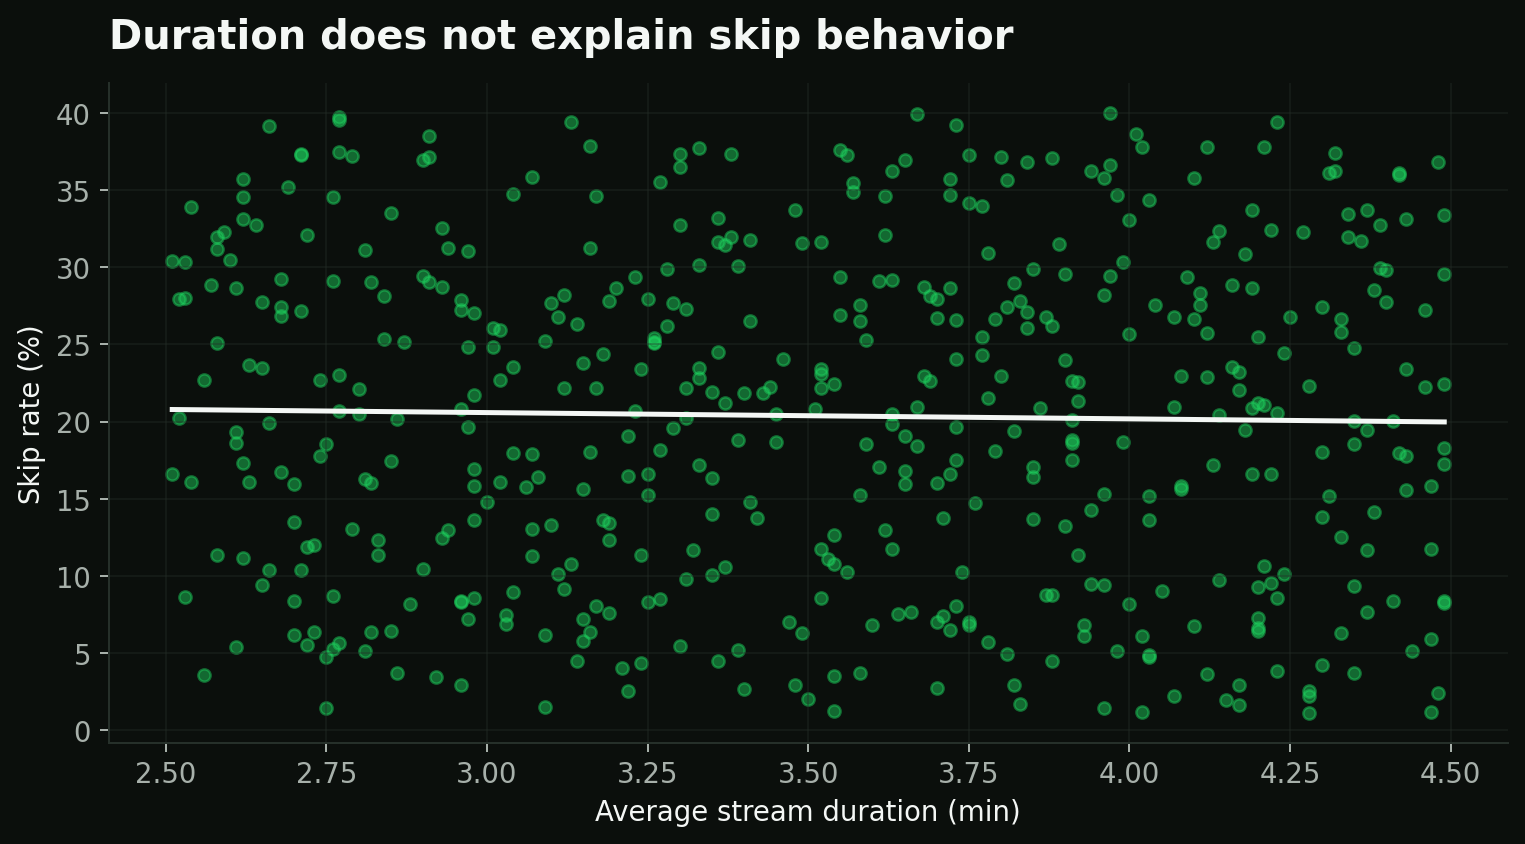 Duration does not explain skip behavior
40
35
30
25
20
15
10
5
0
Skip rate (%)
2.50 2.75 3.00 3.25 3.50 3.75 4.00 4.25 4.50
Average stream duration (min)